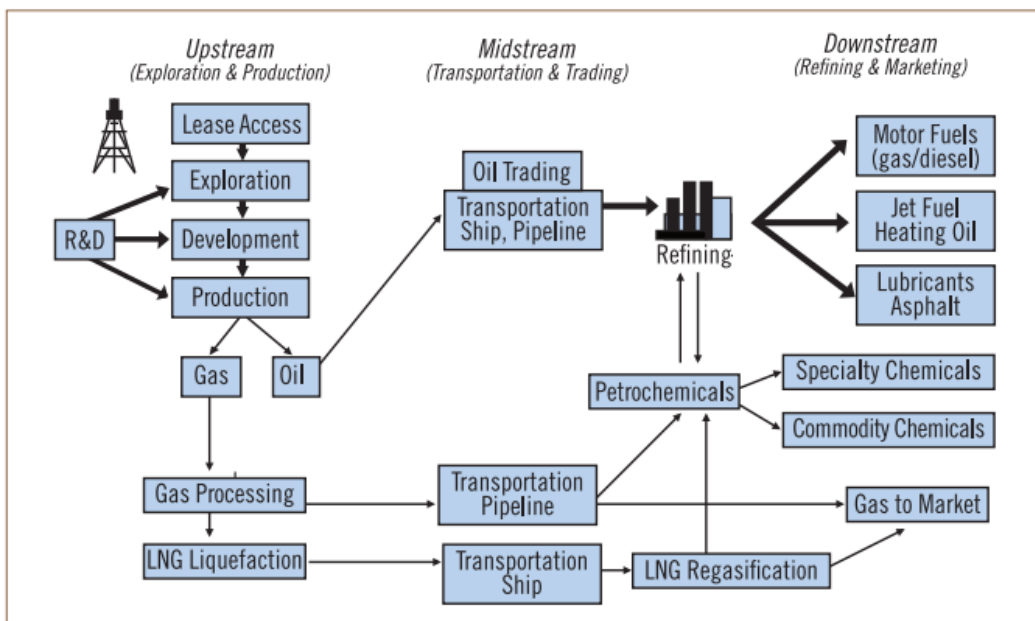 Upstream
(Exploration & Production)
Midstream
(Transportation & Trading)
Downstream
(Refining & Marketing)
Lease Access
Exploration
R&D
Development
Production
Gas
Oil
Oil Trading
Transportation
Ship, Pipeline
Refining
Motor Fuels
(gas/diesel)
Jet Fuel
Heating Oil
Lubricants
Asphalt
Petrochemicals
Specialty Chemicals
Commodity Chemicals
Gas Processing
Transportation
Pipeline
Gas to Market
LNG Liquefaction
Transportation
Ship
LNG Regasification